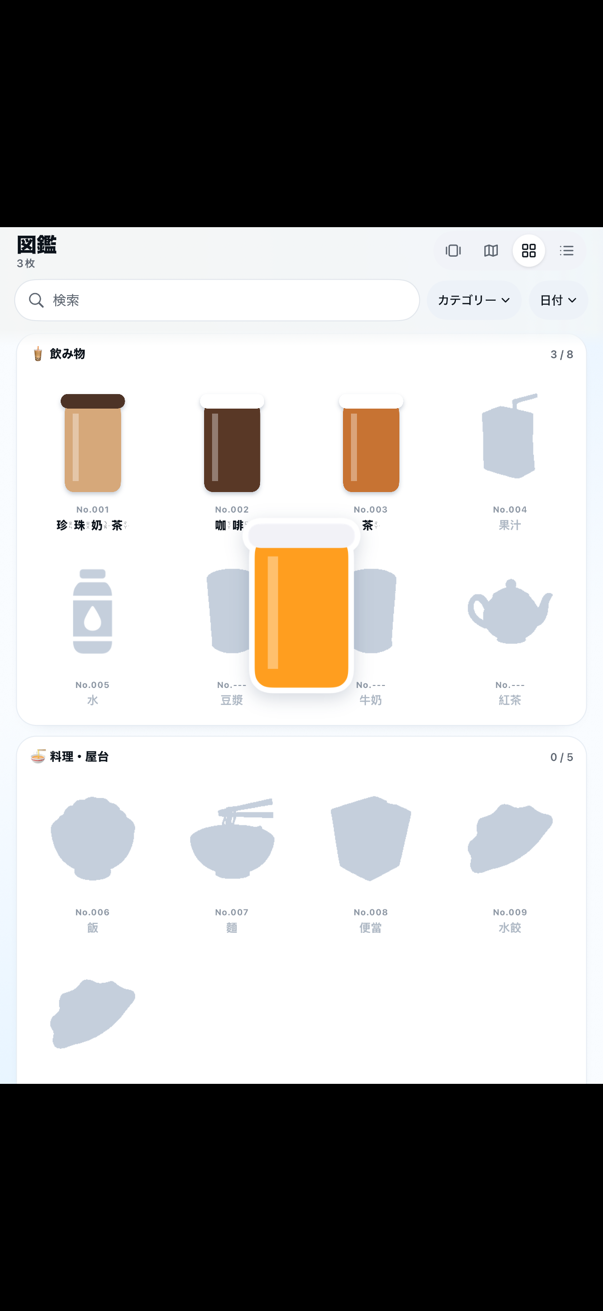 図鑑
3枚
検索
カテゴリー
日付
飲み物
3 / 8
No.001
珍珠奶茶
No.002
咖啡
No.003
茶
No.004
果汁
No.005
水
No.---
豆漿
No.---
牛奶
No.---
紅茶
料理・屋台
0 / 5
No.006
飯
No.007
麵
No.008
便當
No.009
水餃